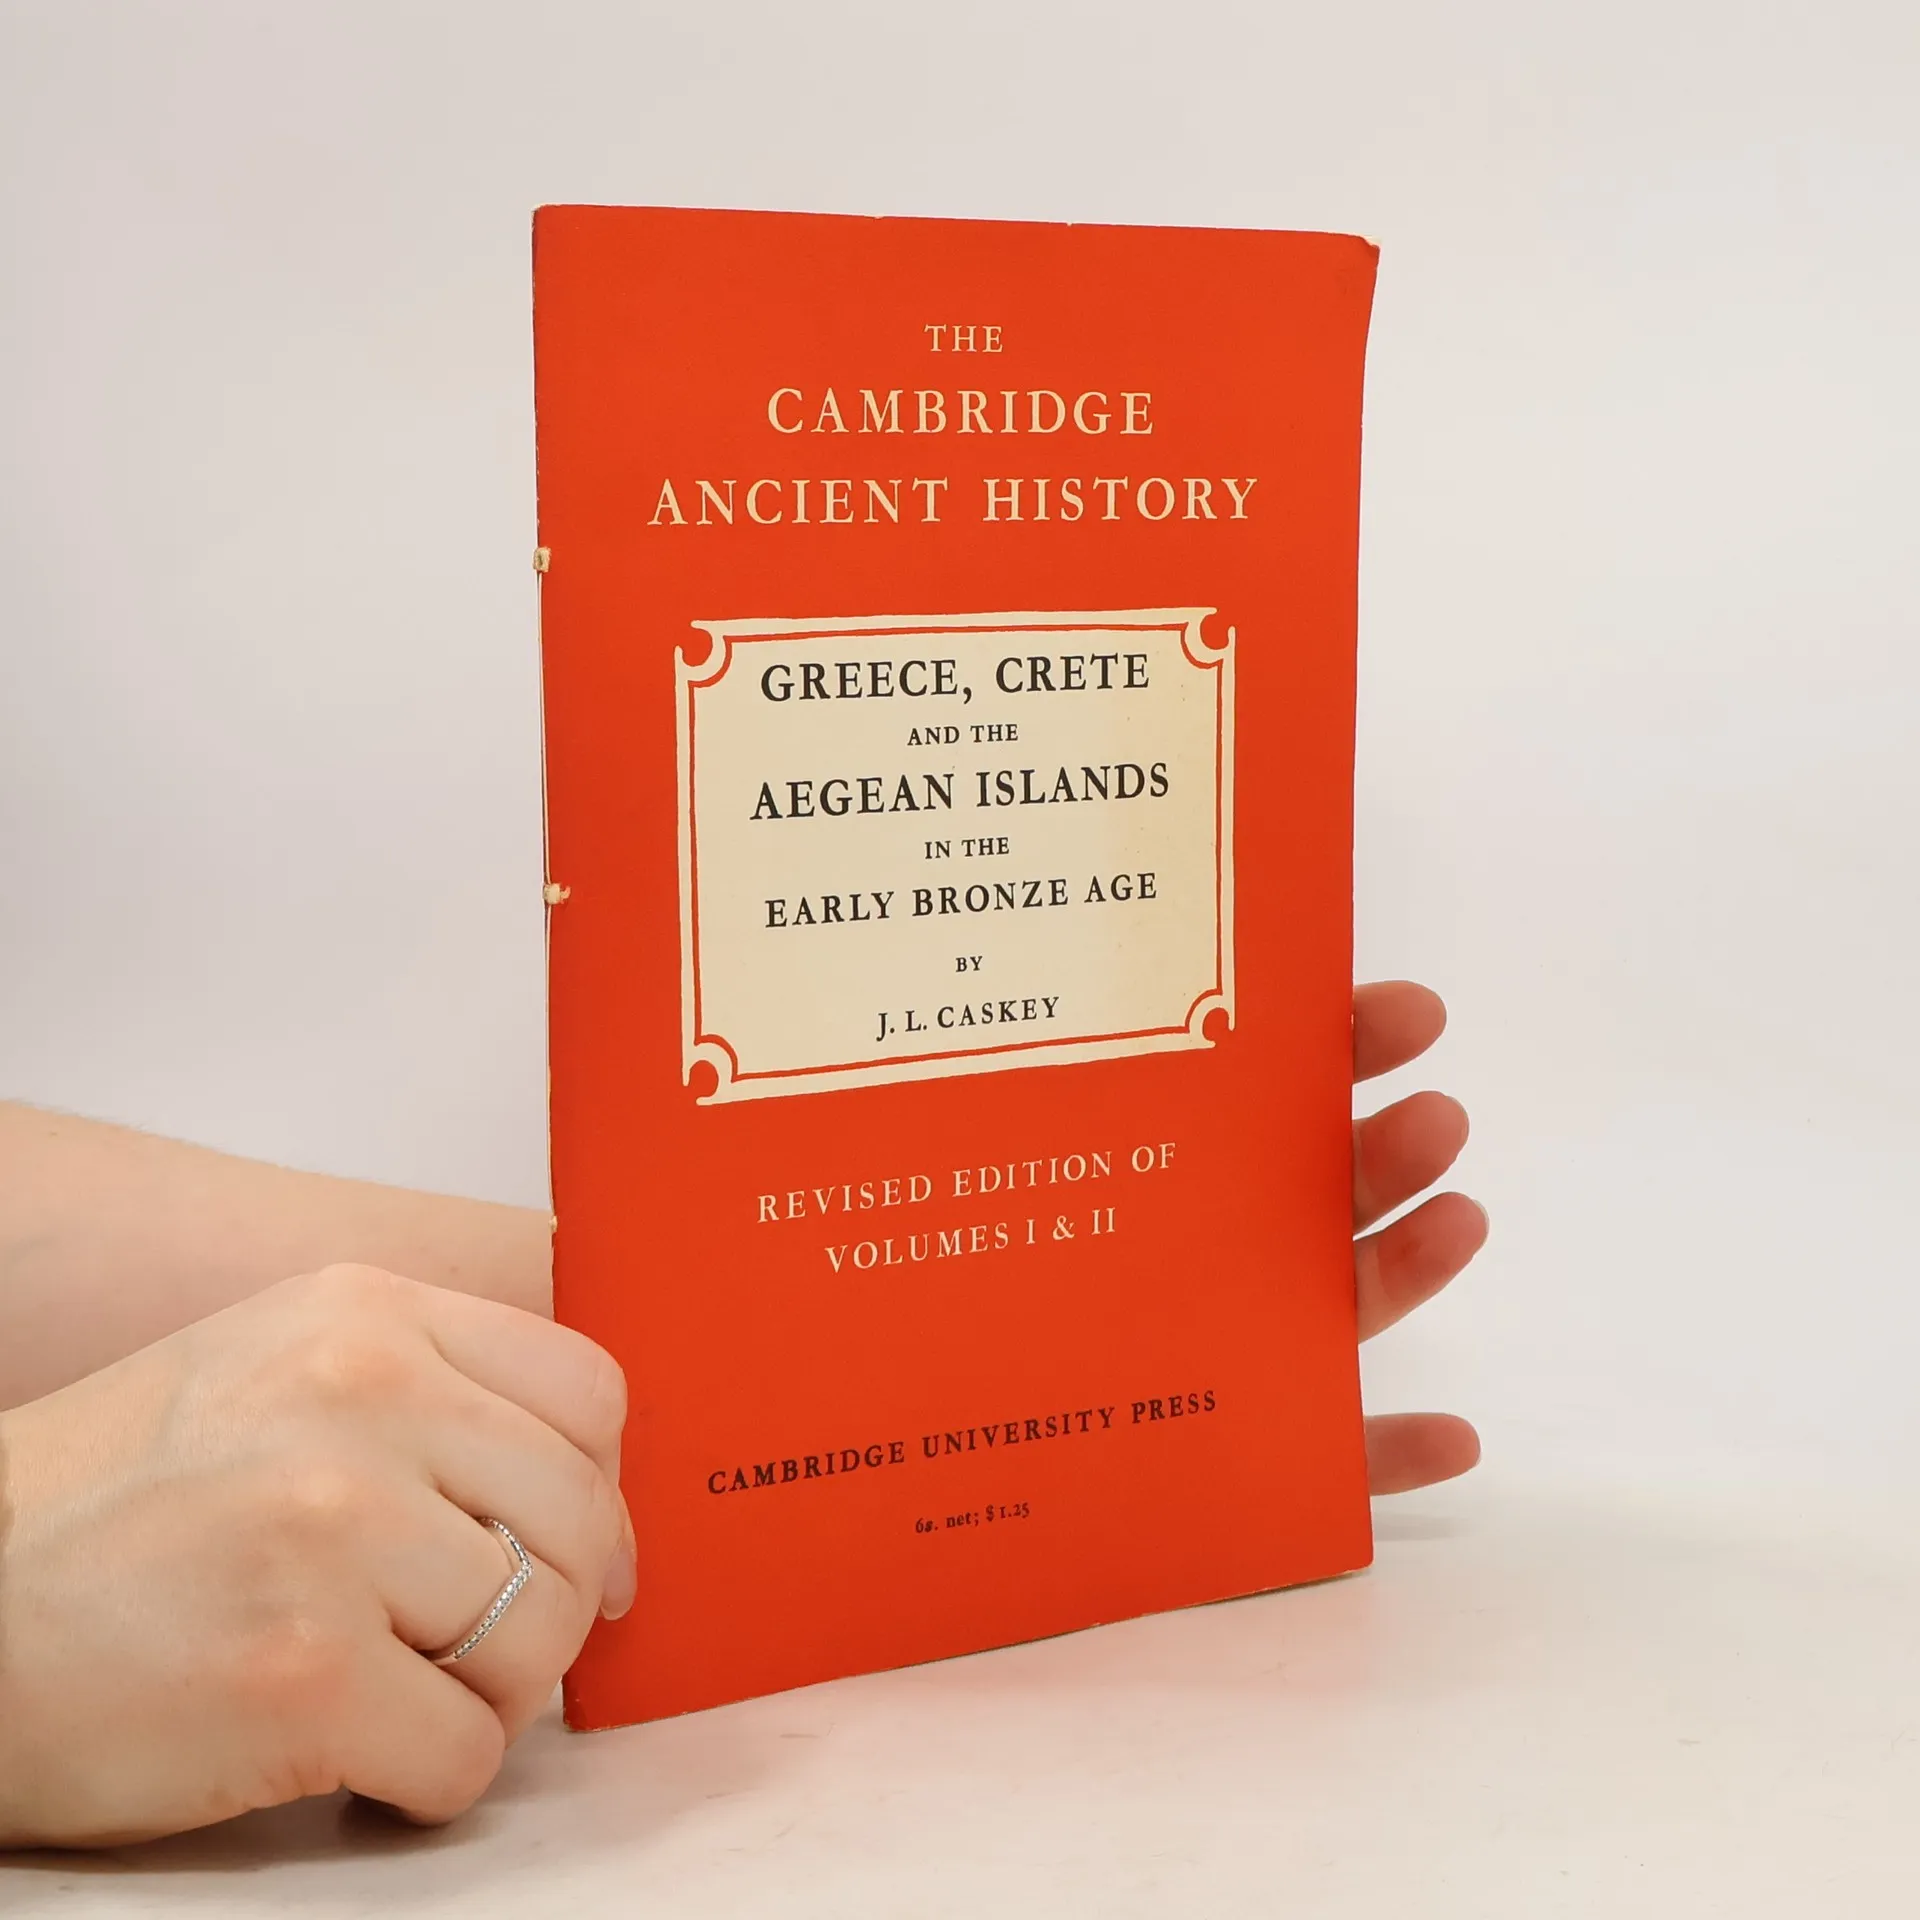 THE
CAMBRIDGE
ANCIENT HISTORY
GREECE, CRETE
AND THE
AEGEAN ISLANDS
IN THE
EARLY BRONZE AGE
BY
J. L. CASKEY
REVISED EDITION OF
VOLUMES I & II
CAMBRIDGE UNIVERSITY PRESS
6s. net; $1.25